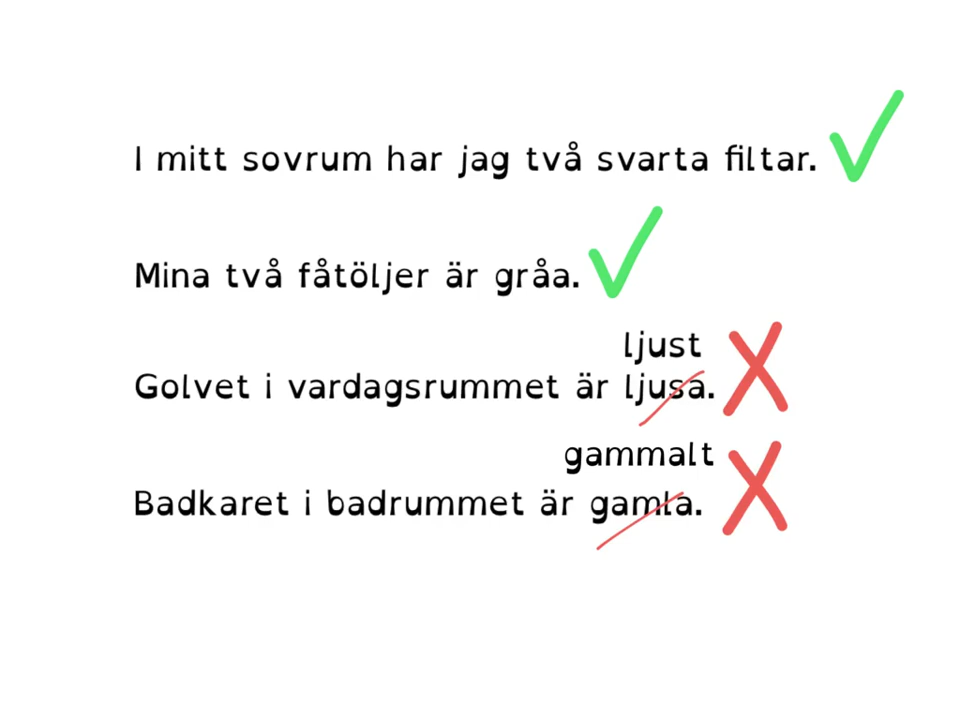 I mitt sovrum har jag två svarta filtar.
Mina två fåtöljer är gråa.
ljust
Golvet i vardagsrummet är ljusa.
gammalt
Badkaret i badrummet är gamla.